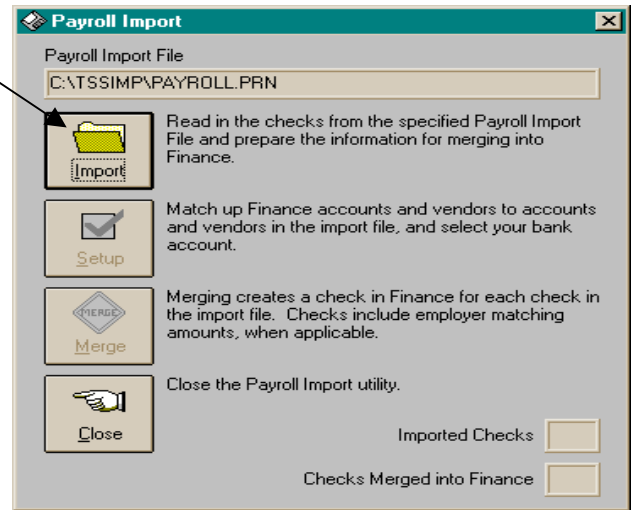 Payroll Import
Payroll Import File
C:\TSSIMP\PAYROLL.PRN
Import
Read in the checks from the specified Payroll Import
File and prepare the information for merging into
Finance.
Setup
Match up Finance accounts and vendors to accounts
and vendors in the import file, and select your bank
account.
MERGE
Merge
Merging creates a check in Finance for each check in
the import file. Checks include employer matching
amounts, when applicable.
Close
Close the Payroll Import utility.
Imported Checks
Checks Merged into Finance